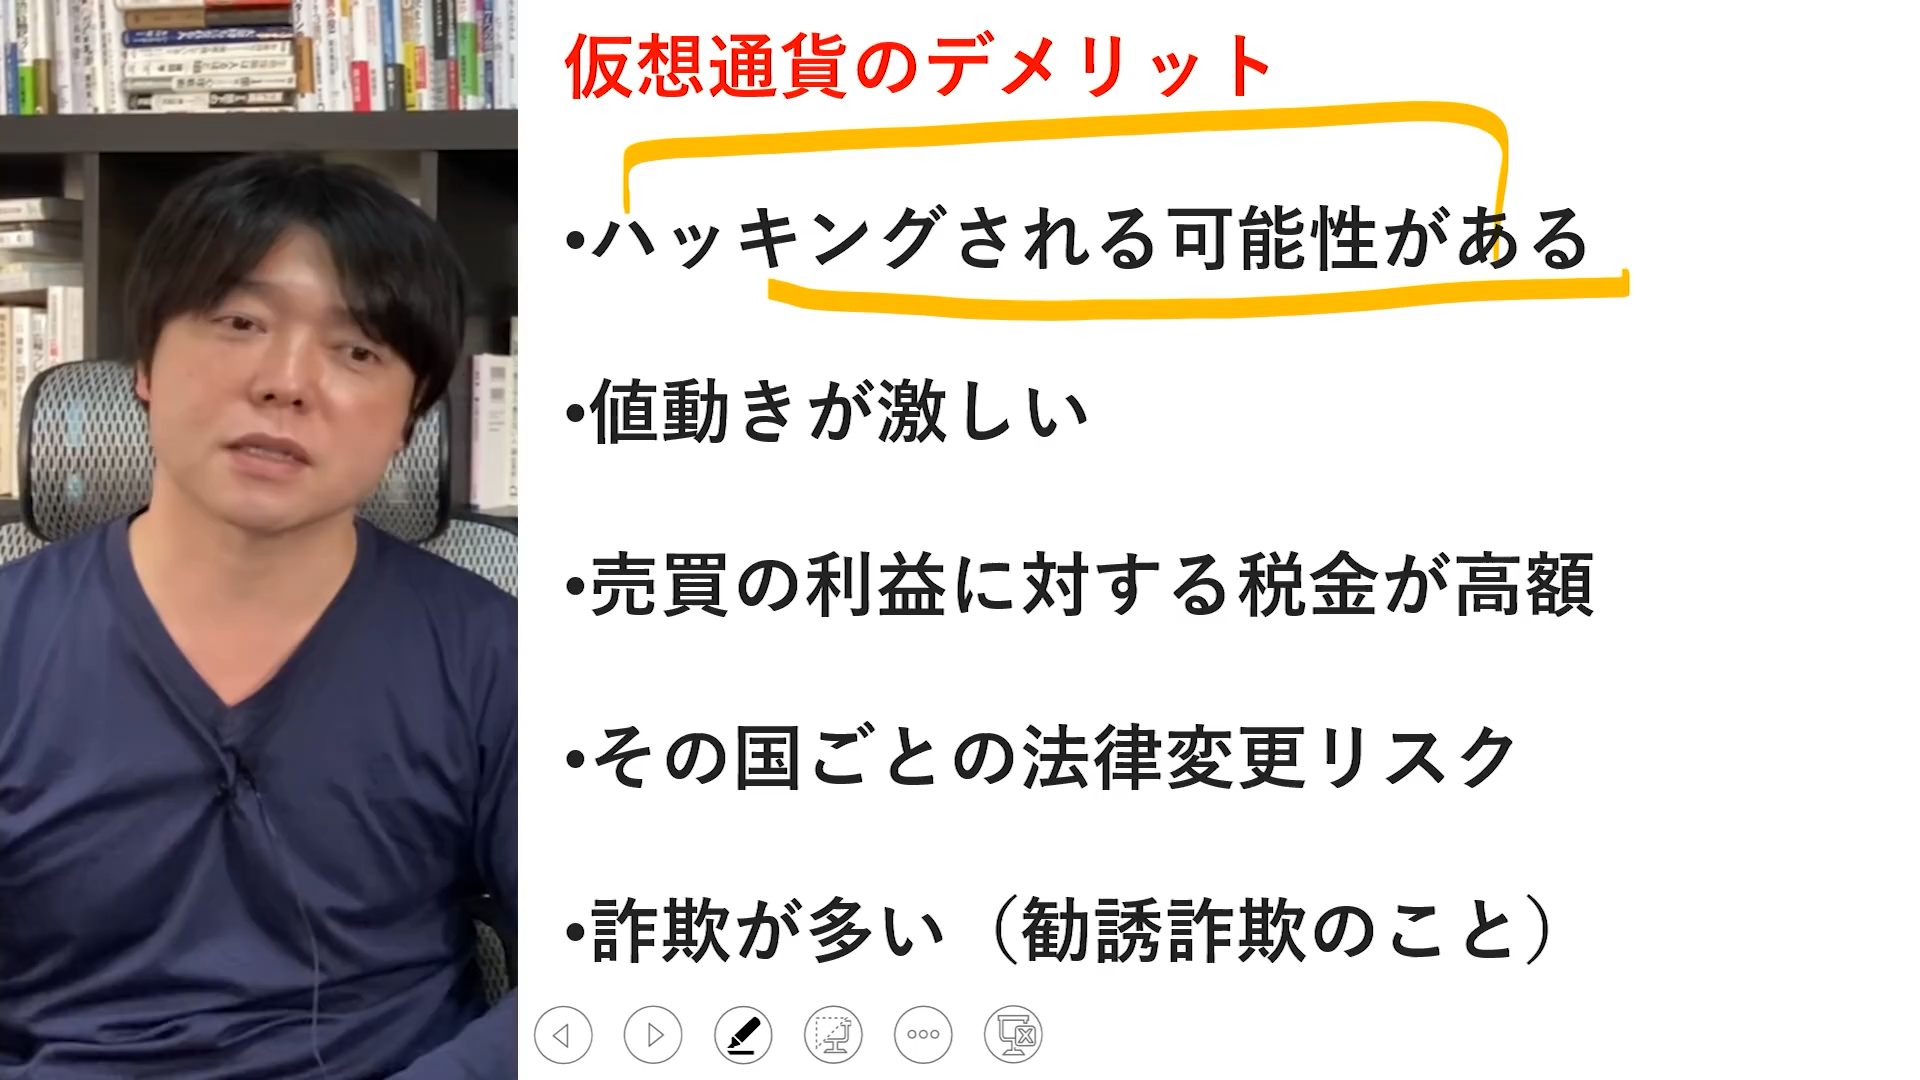 仮想通貨のデメリット
•ハッキングされる可能性がある
•値動きが激しい
•売買の利益に対する税金が高額
•その国ごとの法律変更リスク
•詐欺が多い（勧誘詐欺のこと）